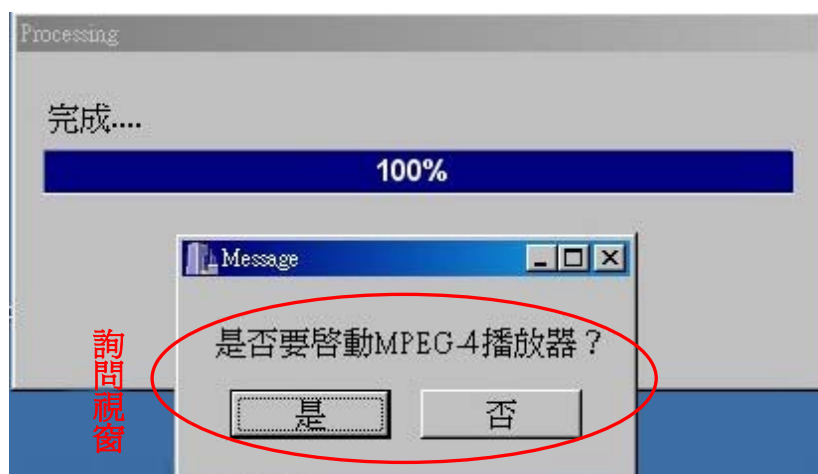 Processing
完成....
100%
Message
是否要啓動MPEG-4播放器？
是 否
詢問視窗